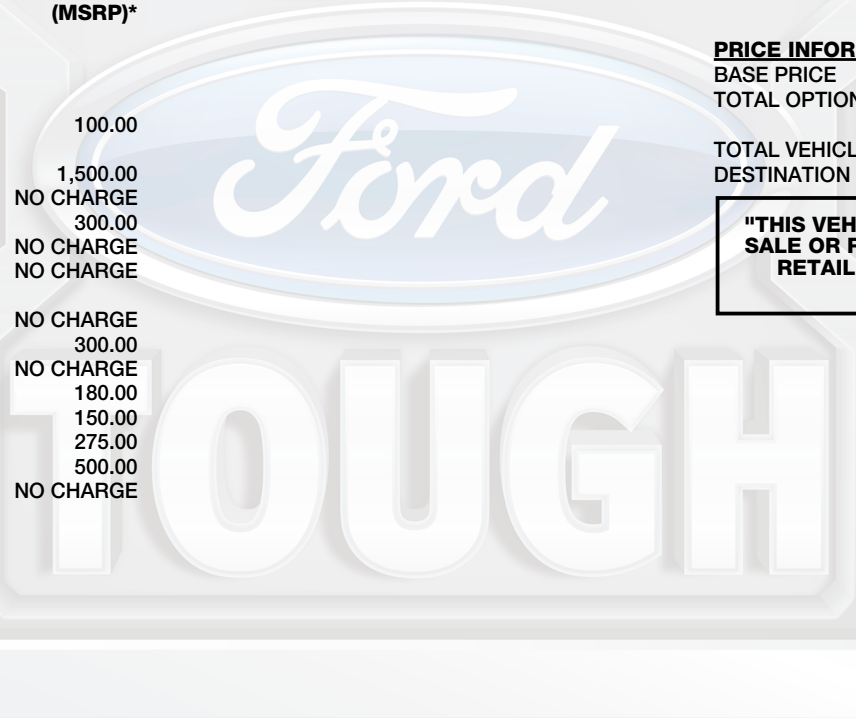 (MSRP)*
100.00
1,500.00
NO CHARGE
300.00
NO CHARGE
NO CHARGE
NO CHARGE
300.00
NO CHARGE
180.00
150.00
275.00
500.00
NO CHARGE
PRICE INFOR
BASE PRICE
TOTAL OPTION
TOTAL VEHICL
DESTINATION
"THIS VEH
SALE OR F
RETAIL
Ford
TOUGH